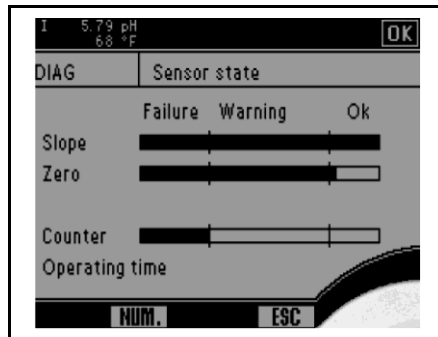 I 5.79 pH
68 °F
OK
DIAG Sensor state
Failure Warning Ok
Slope
Zero
Counter
Operating time
NUM. ESC